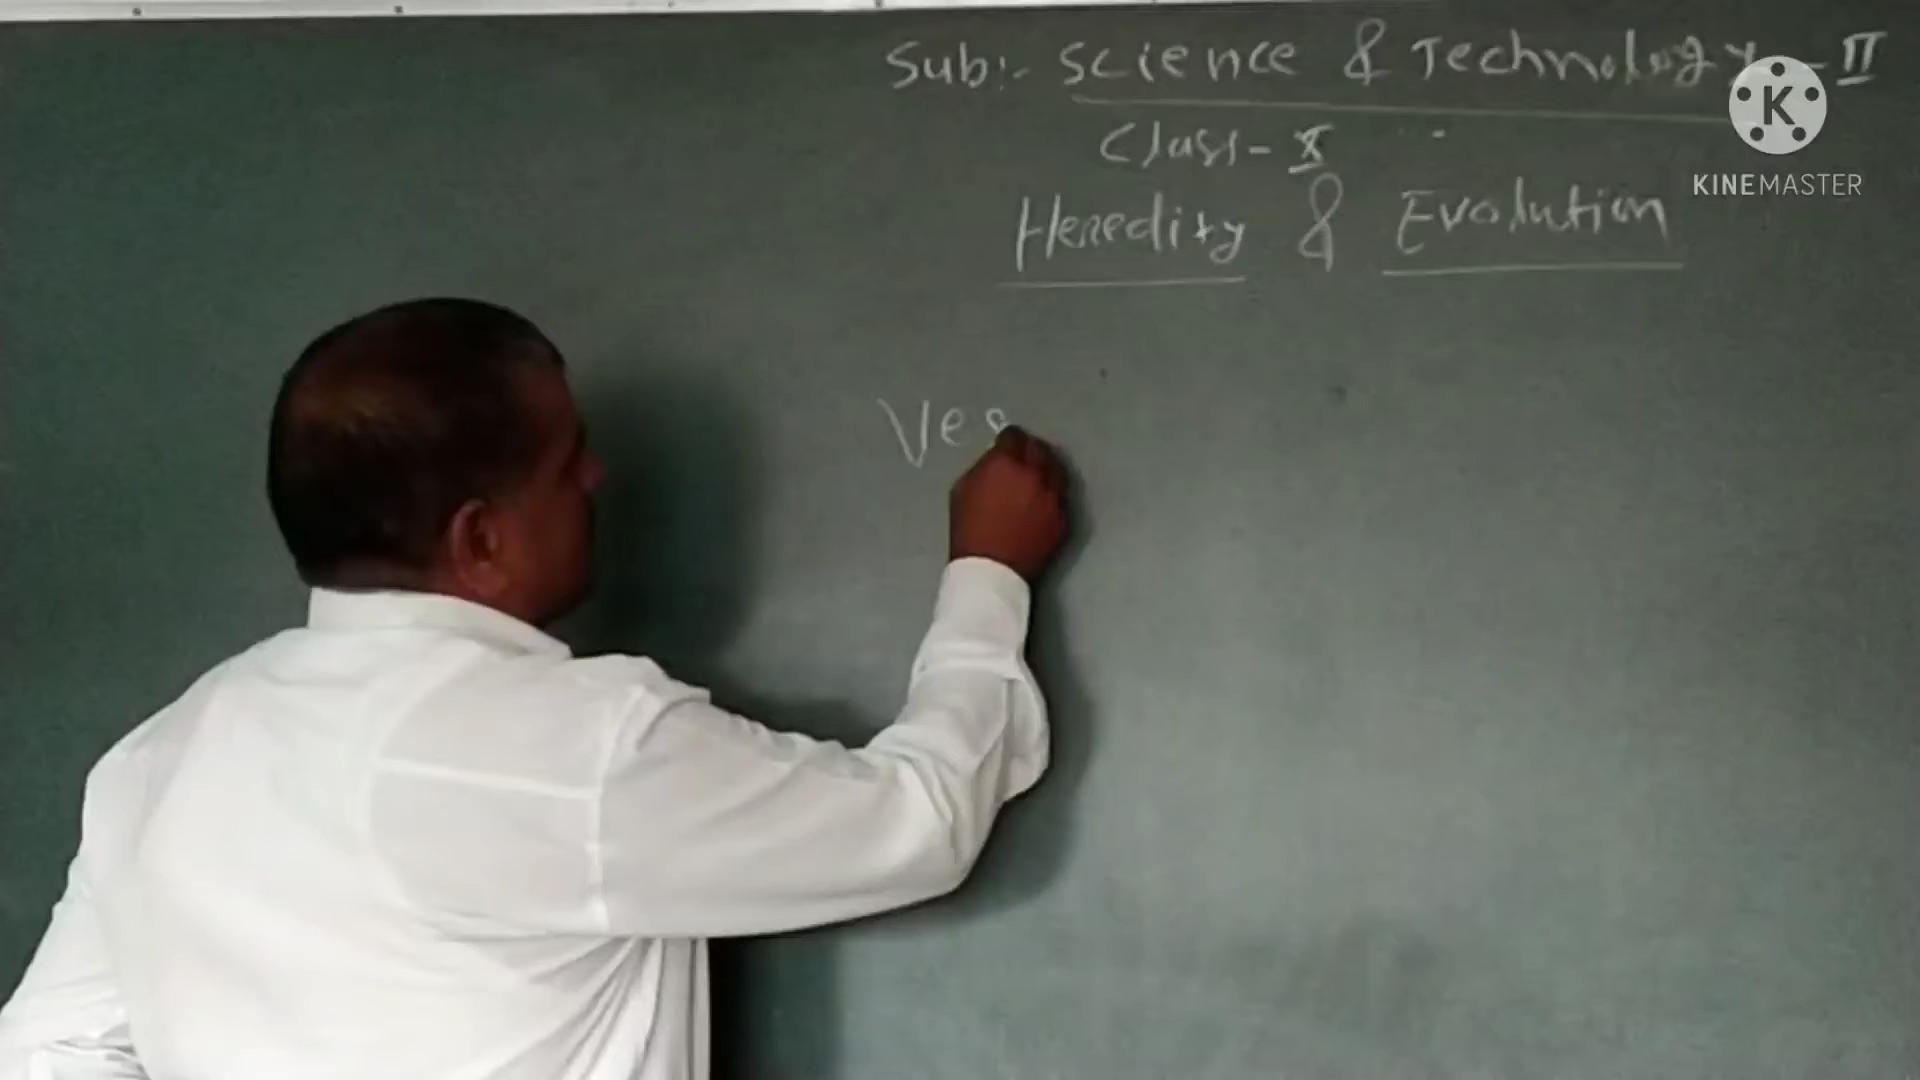 Sub:- Science & Technology - II
Class - X
Heredity & Evolution
Ves
KINEMASTER